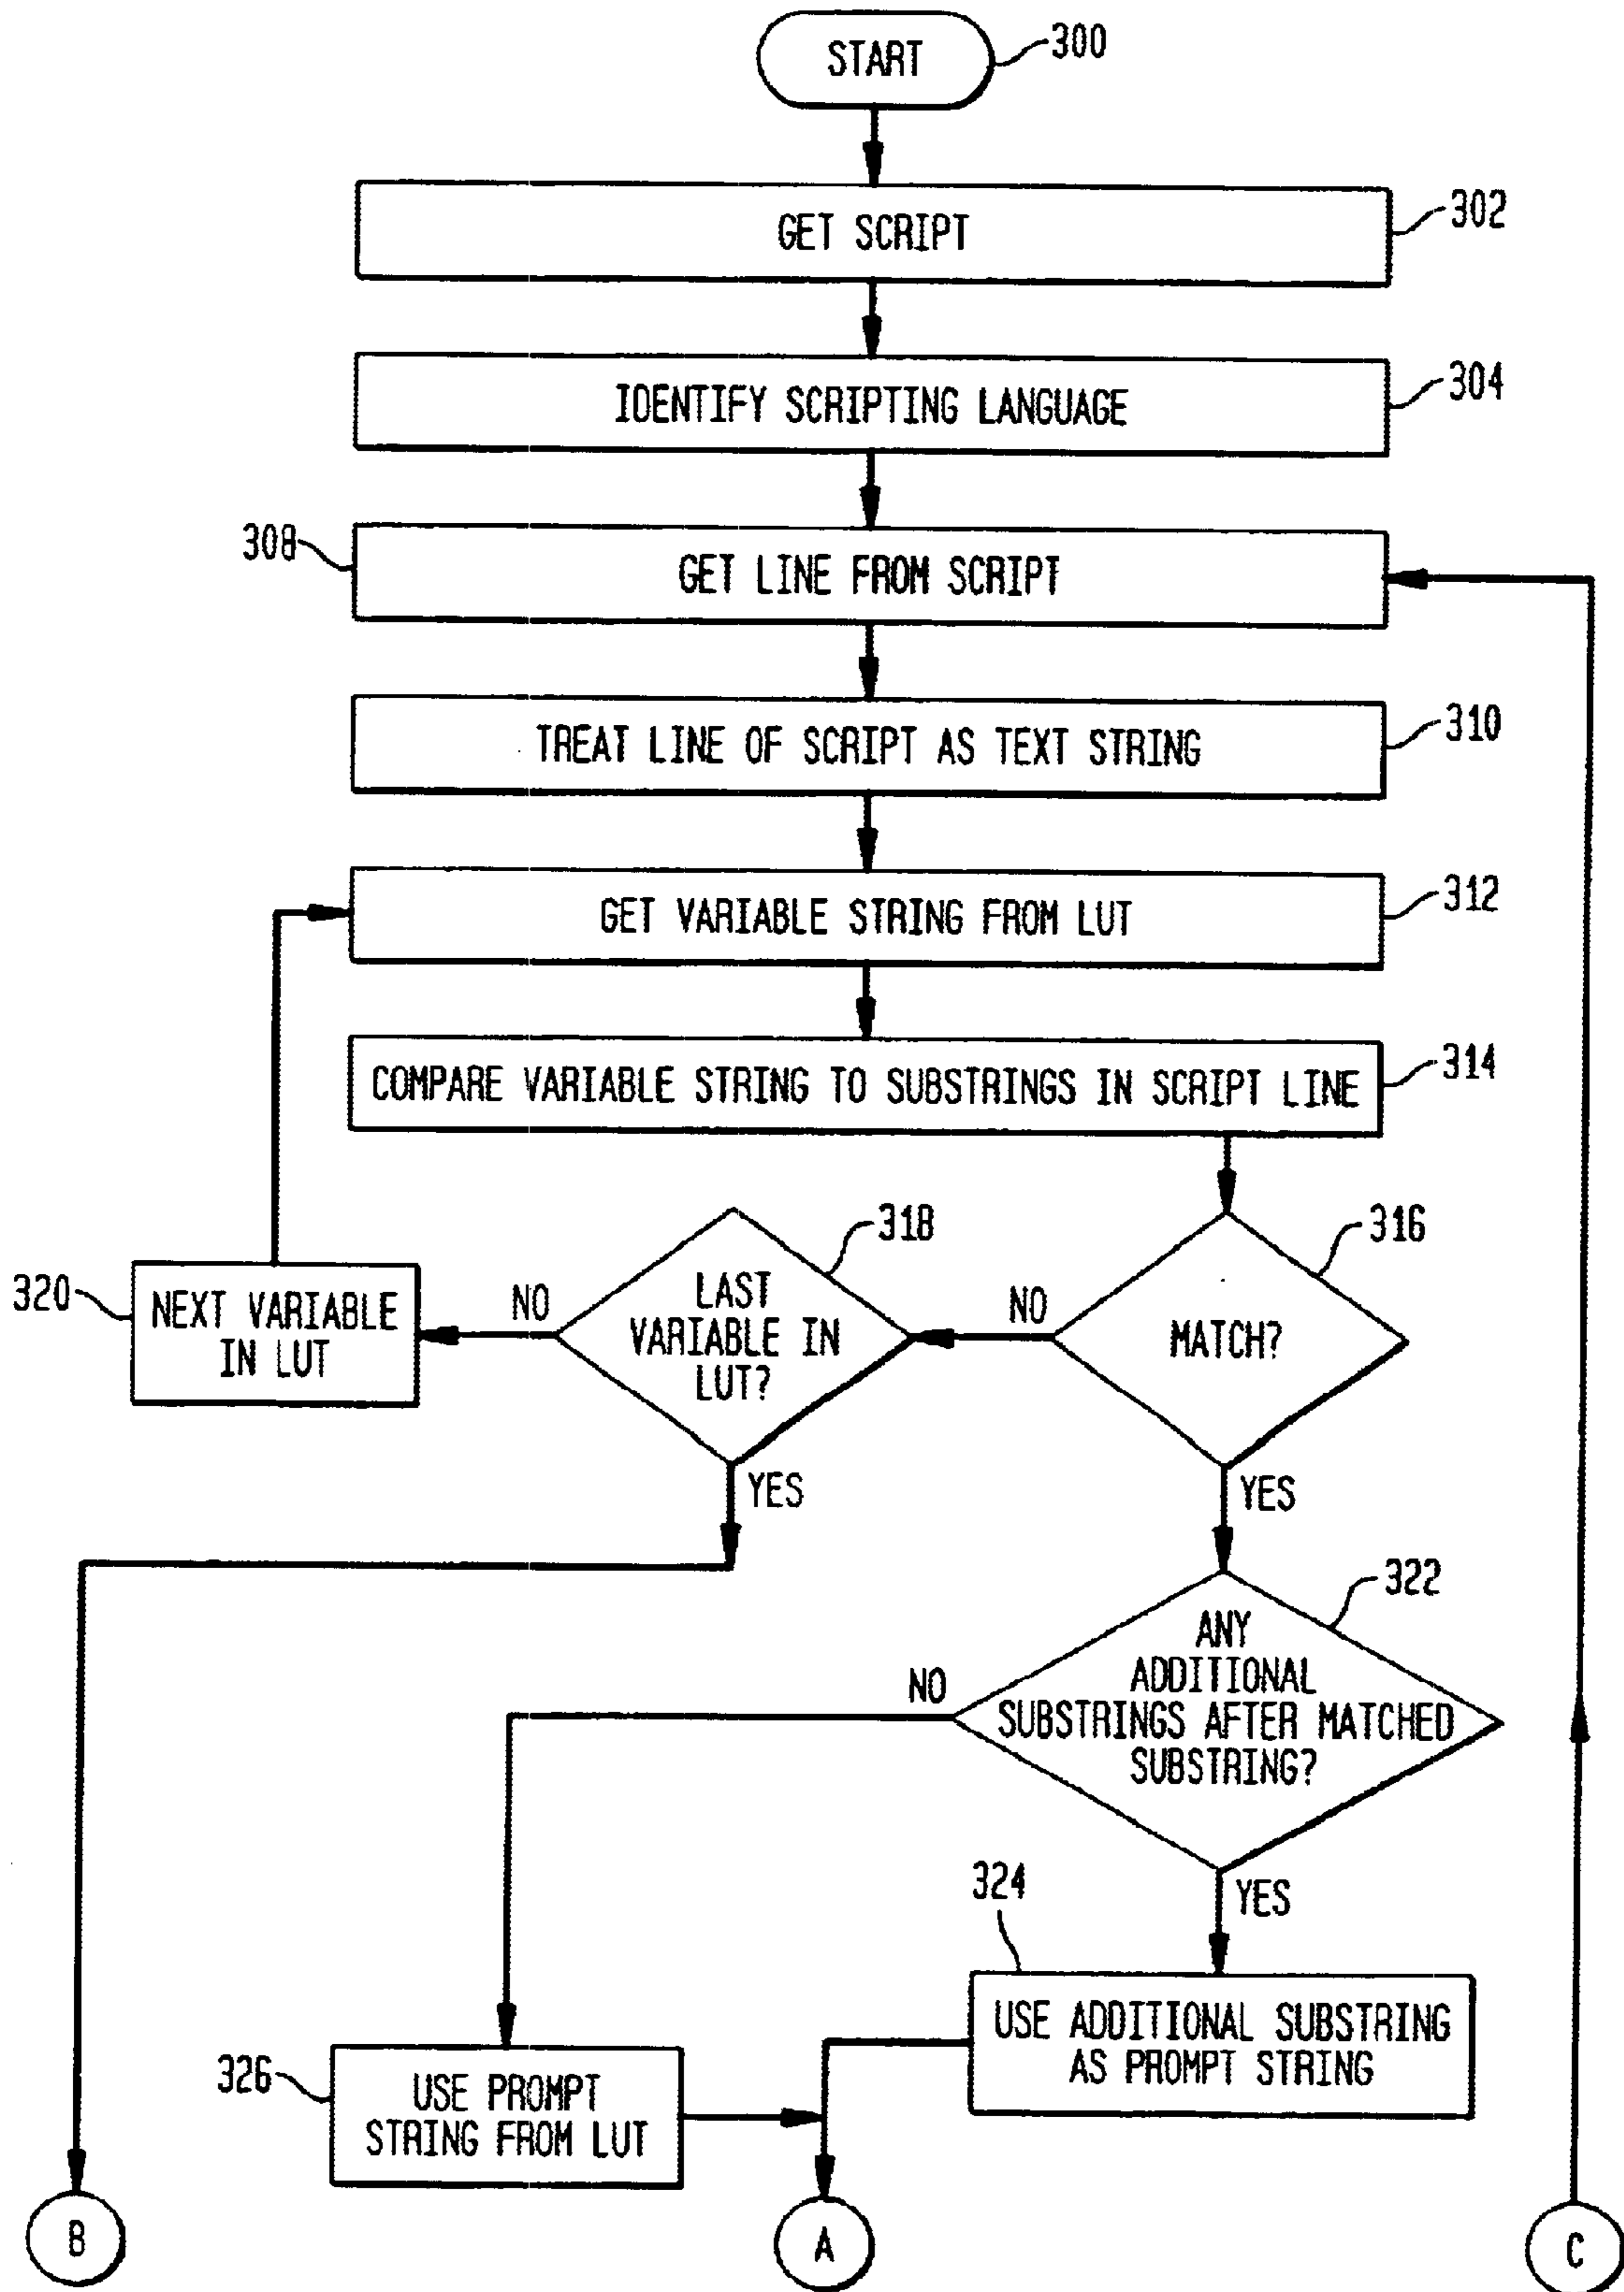 START
300
GET SCRIPT
302
IDENTIFY SCRIPTING LANGUAGE
304
308
GET LINE FROM SCRIPT
TREAT LINE OF SCRIPT AS TEXT STRING
310
GET VARIABLE STRING FROM LUT
312
COMPARE VARIABLE STRING TO SUBSTRINGS IN SCRIPT LINE
314
320
NEXT VARIABLE
IN LUT
NO
318
LAST
VARIABLE IN
LUT?
YES
NO
316
MATCH?
YES
322
ANY
ADDITIONAL
SUBSTRINGS AFTER MATCHED
SUBSTRING?
NO
YES
324
USE ADDITIONAL SUBSTRING
AS PROMPT STRING
326
USE PROMPT
STRING FROM LUT
B
A
C